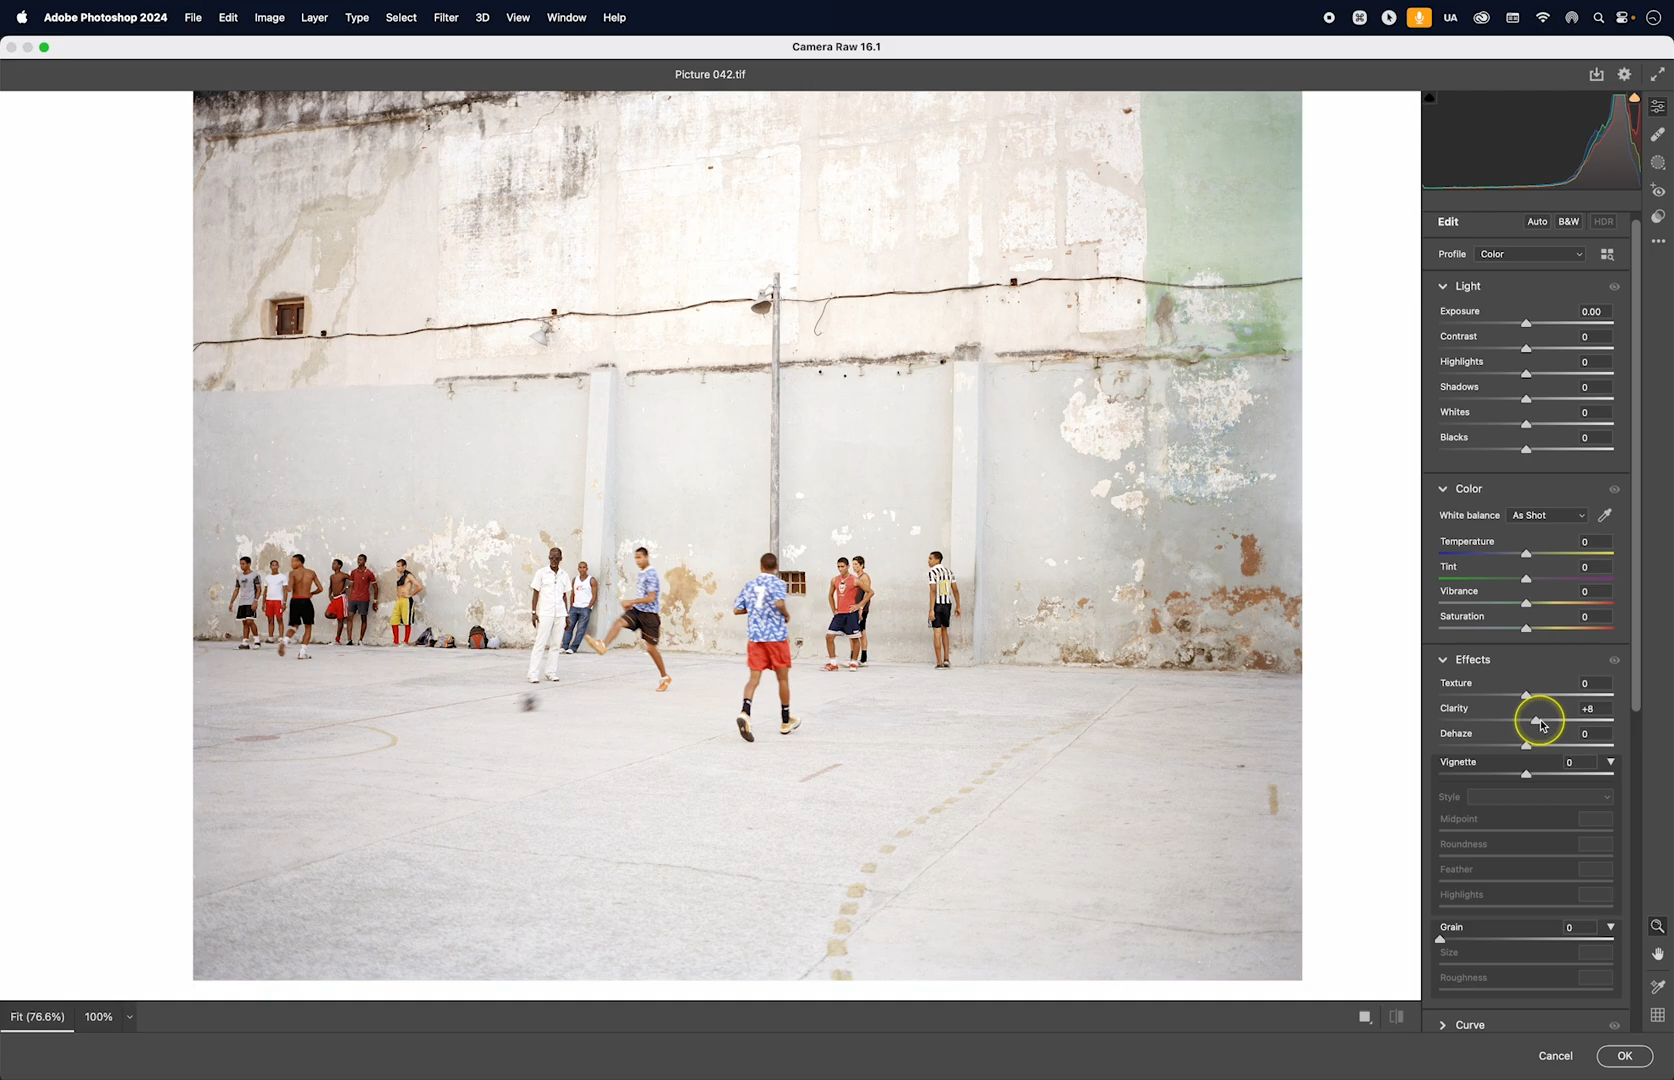 Adobe Photoshop 2024 File Edit Image Layer Type Select Filter 3D View Window Help UA
Camera Raw 16.1
Picture 042.tif
Edit Auto B&W HDR
Profile Color
Light
Exposure 0.00
Contrast 0
Highlights 0
Shadows 0
Whites 0
Blacks 0
Color
White balance As Shot
Temperature 0
Tint 0
Vibrance 0
Saturation 0
Effects
Texture 0
Clarity +8
Dehaze 0
Vignette 0
Style
Midpoint
Roundness
Feather
Highlights
Grain 0
Size
Roughness
Curve
Fit (76.6%) 100%
Cancel OK